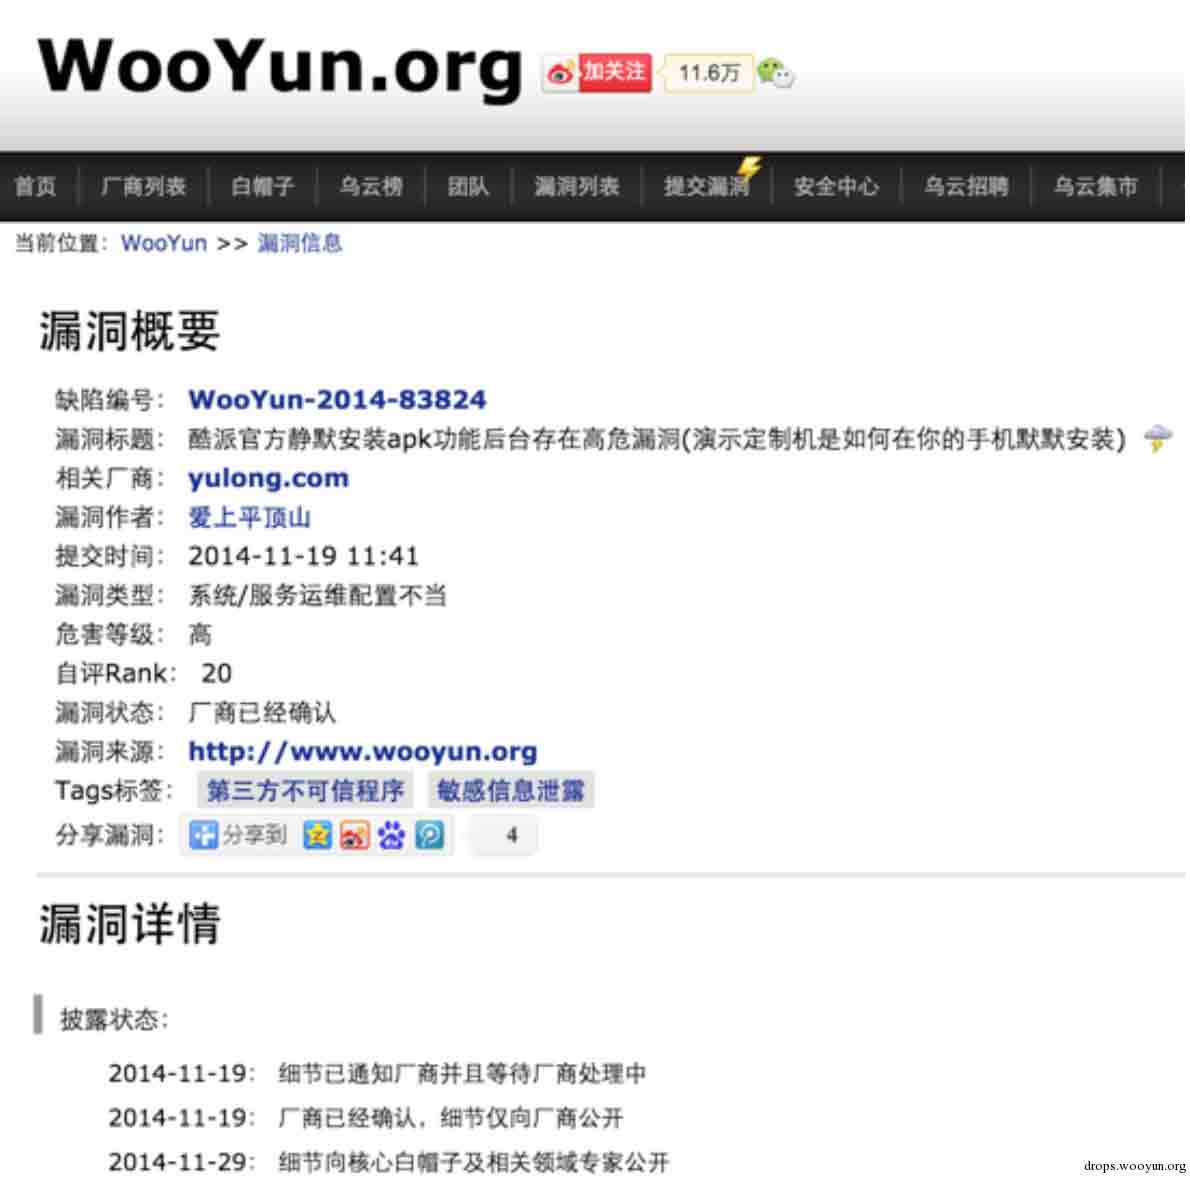 WooYun.org 加关注 11.6万
首页 厂商列表 白帽子 乌云榜 团队 漏洞列表 提交漏洞 安全中心 乌云招聘 乌云集市
当前位置: WooYun >> 漏洞信息
漏洞概要
缺陷编号: WooYun-2014-83824
漏洞标题: 酷派官方静默安装apk功能后台存在高危漏洞(演示定制机是如何在你的手机默默安装)
相关厂商: yulong.com
漏洞作者: 爱上平顶山
提交时间: 2014-11-19 11:41
漏洞类型: 系统/服务运维配置不当
危害等级: 高
自评Rank: 20
漏洞状态: 厂商已经确认
漏洞来源: http://www.wooyun.org
Tags标签: 第三方不可信程序 敏感信息泄露
分享漏洞: 分享到 4
漏洞详情
披露状态:
2014-11-19: 细节已通知厂商并且等待厂商处理中
2014-11-19: 厂商已经确认，细节仅向厂商公开
2014-11-29: 细节向核心白帽子及相关领域专家公开
drops.wooyun.org